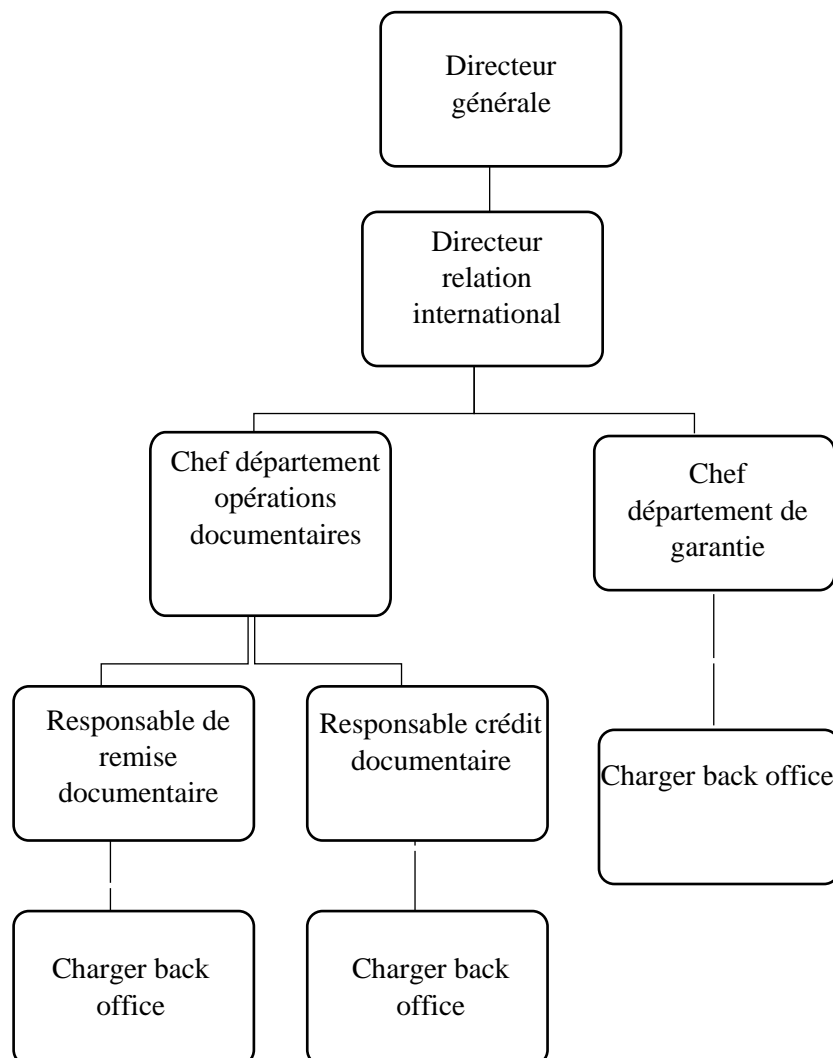 Directeur
générale
Directeur
relation
international
Chef département
opérations
documentaires
Chef
département de
garantie
Responsable de
remise
documentaire
Responsable crédit
documentaire
Charger back office
Charger back
office
Charger back
office